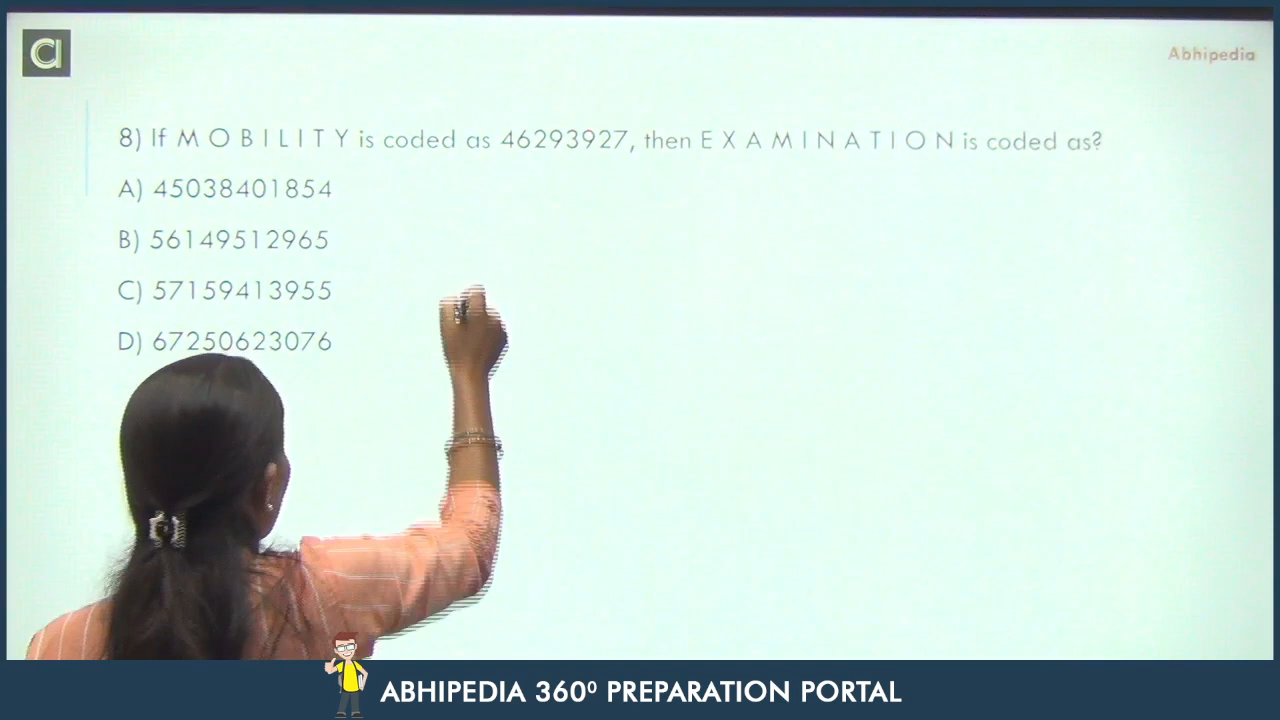 Abhipedia
8) If M O B I L I T Y is coded as 46293927, then E X A M I N A T I O N is coded as?
A) 45038401854
B) 56149512965
C) 57159413955
D) 67250623076
ABHIPEDIA 360⁰ PREPARATION PORTAL